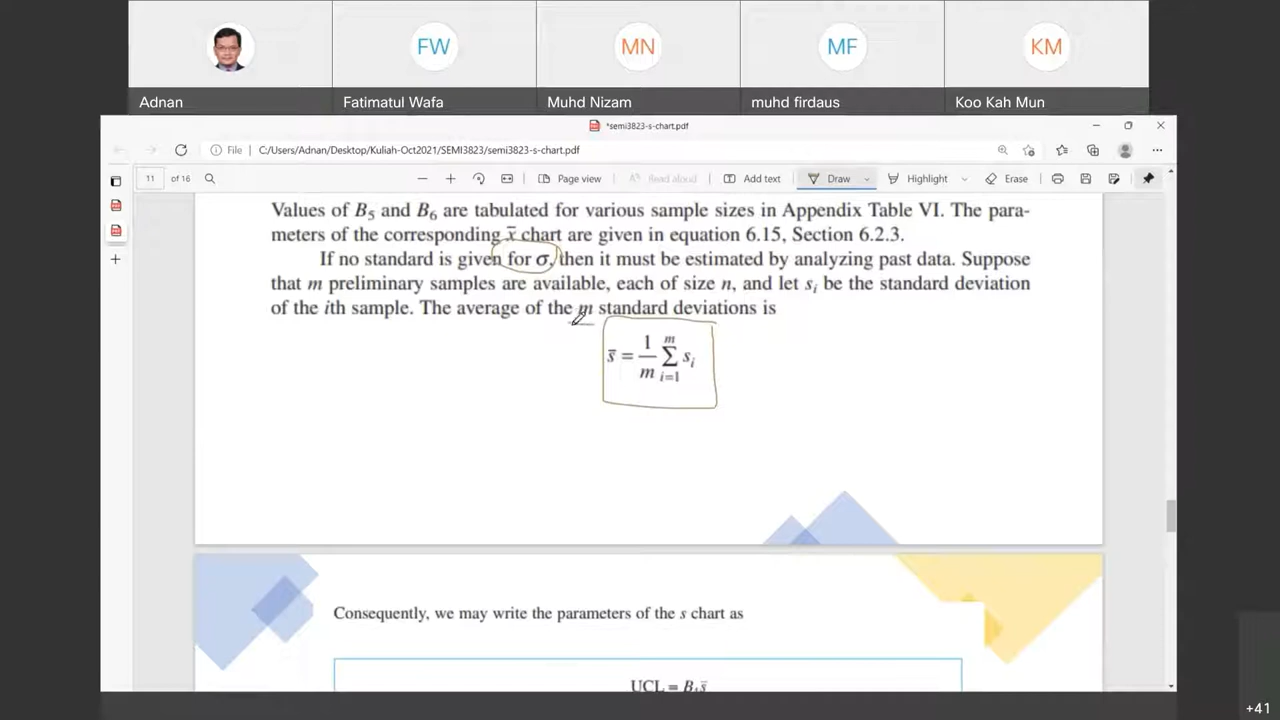 FW
MN
MF
KM
Adnan
Fatimatul Wafa
Muhd Nizam
muhd firdaus
Koo Kah Mun
*semi3823-s-chart.pdf
File
C:/Users/Adnan/Desktop/Kuliah-Oct2021/SEMI3823/semi3823-s-chart.pdf
11 of 16
Page view
Read aloud
Add text
Draw
Highlight
Erase
Values of B₅ and B₆ are tabulated for various sample sizes in Appendix Table VI. The para-
meters of the corresponding x̄ chart are given in equation 6.15, Section 6.2.3.
If no standard is given for σ, then it must be estimated by analyzing past data. Suppose
that m preliminary samples are available, each of size n, and let sᵢ be the standard deviation
of the ith sample. The average of the m standard deviations is
s̄ = 1/m ∑ᵢ₌₁ᵐ sᵢ
Consequently, we may write the parameters of the s chart as
UCL = B₄s̄
+41